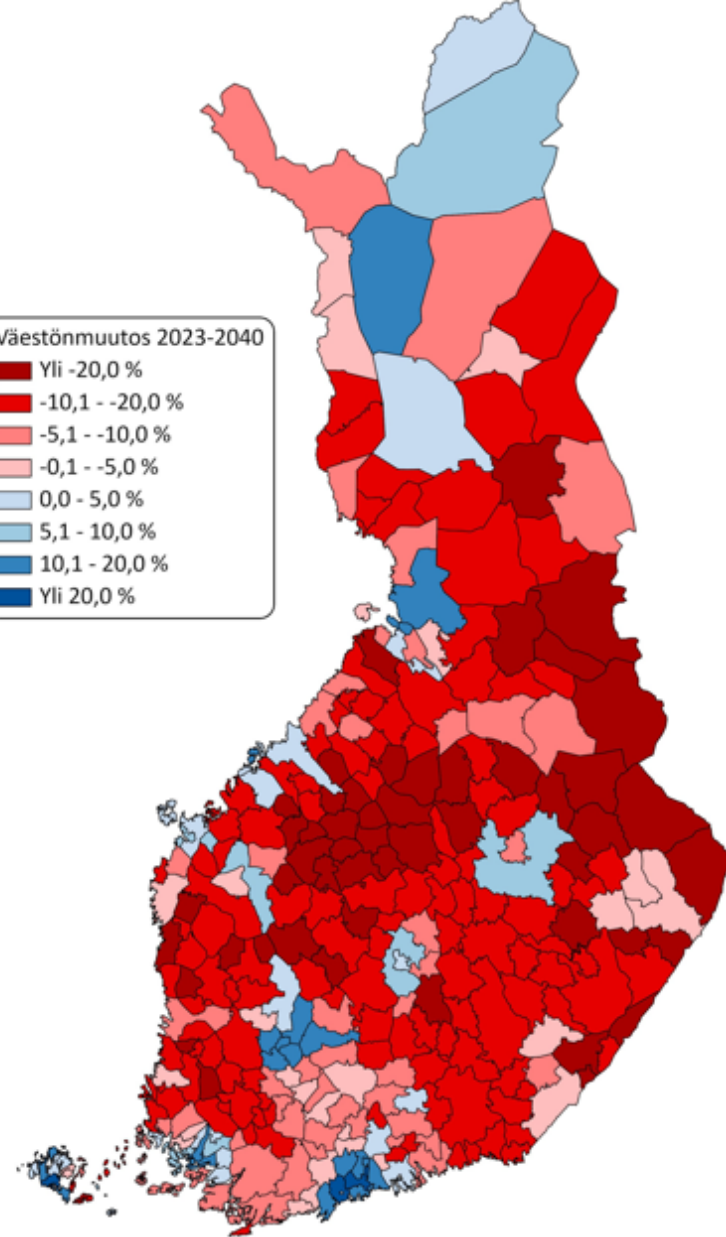 Väestönmuutos 2023-2040
Yli -20,0 %
-10,1 - -20,0 %
-5,1 - -10,0 %
-0,1 - -5,0 %
0,0 - 5,0 %
5,1 - 10,0 %
10,1 - 20,0 %
Yli 20,0 %